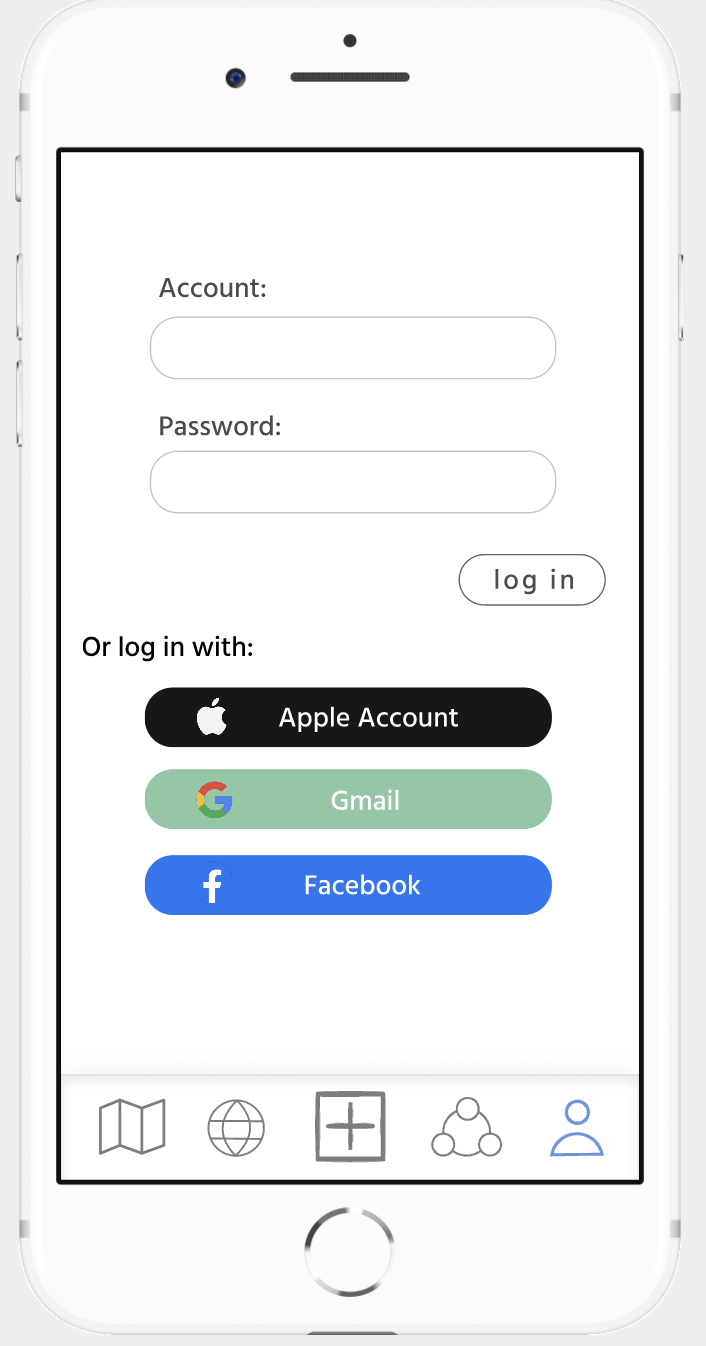 Account:
Password:
log in
Or log in with:
Apple Account
Gmail
Facebook